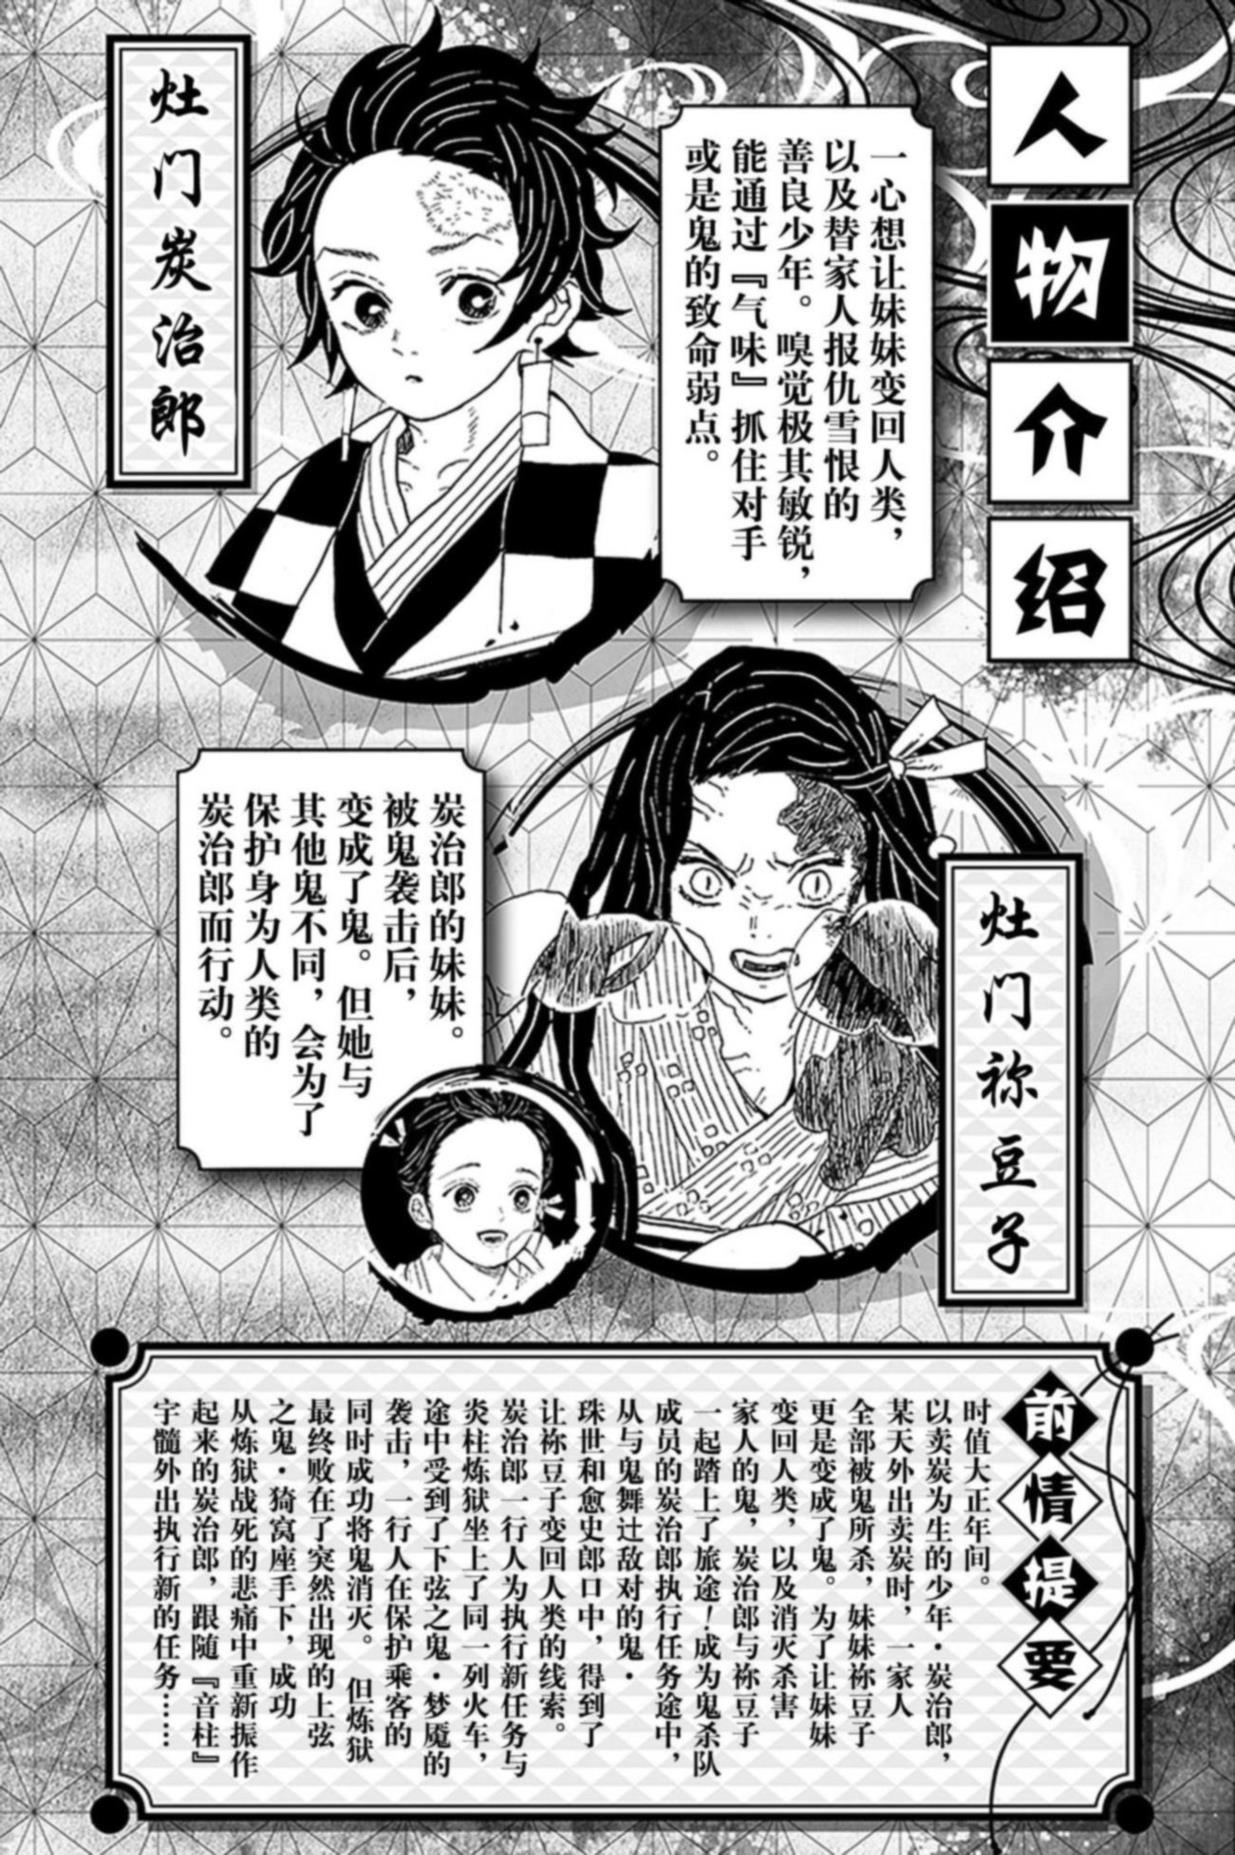 人物介绍
一心想让妹妹变回人类，
以及替家人报仇雪恨的
善良少年。嗅觉极其敏锐，
能通过『气味』抓住对手
或是鬼的致命弱点。
灶门炭治郎
灶门祢豆子
炭治郎的妹妹。
被鬼袭击后，
变成了鬼。但她与
其他鬼不同，会为了
保护身为人类的
炭治郎而行动。
前情提要
时值大正年间。
以卖炭为生的少年·炭治郎，
某天外出卖炭时，一家人
全部被鬼所杀，妹妹祢豆子
更是变成了鬼。为了让妹妹
变回人类，以及消灭杀害
家人的鬼，炭治郎与祢豆子
一起踏上了旅途！成为鬼杀队
成员的炭治郎执行任务途中，
从与鬼舞辻敌对的鬼·
珠世和愈史郎口中，得到了
让祢豆子变回人类的线索。
炭治郎一行人为执行新任务与
炎柱炼狱坐上了同一列火车，
途中受到了下弦之鬼·梦魇的
袭击，一行人在保护乘客的
同时成功将鬼消灭。但炼狱
最终败在了突然出现的上弦
之鬼·猗窝座手下，成功
从炼狱战死的悲痛中重新振作
起来的炭治郎，跟随『音柱』
宇髓外出执行新的任务……